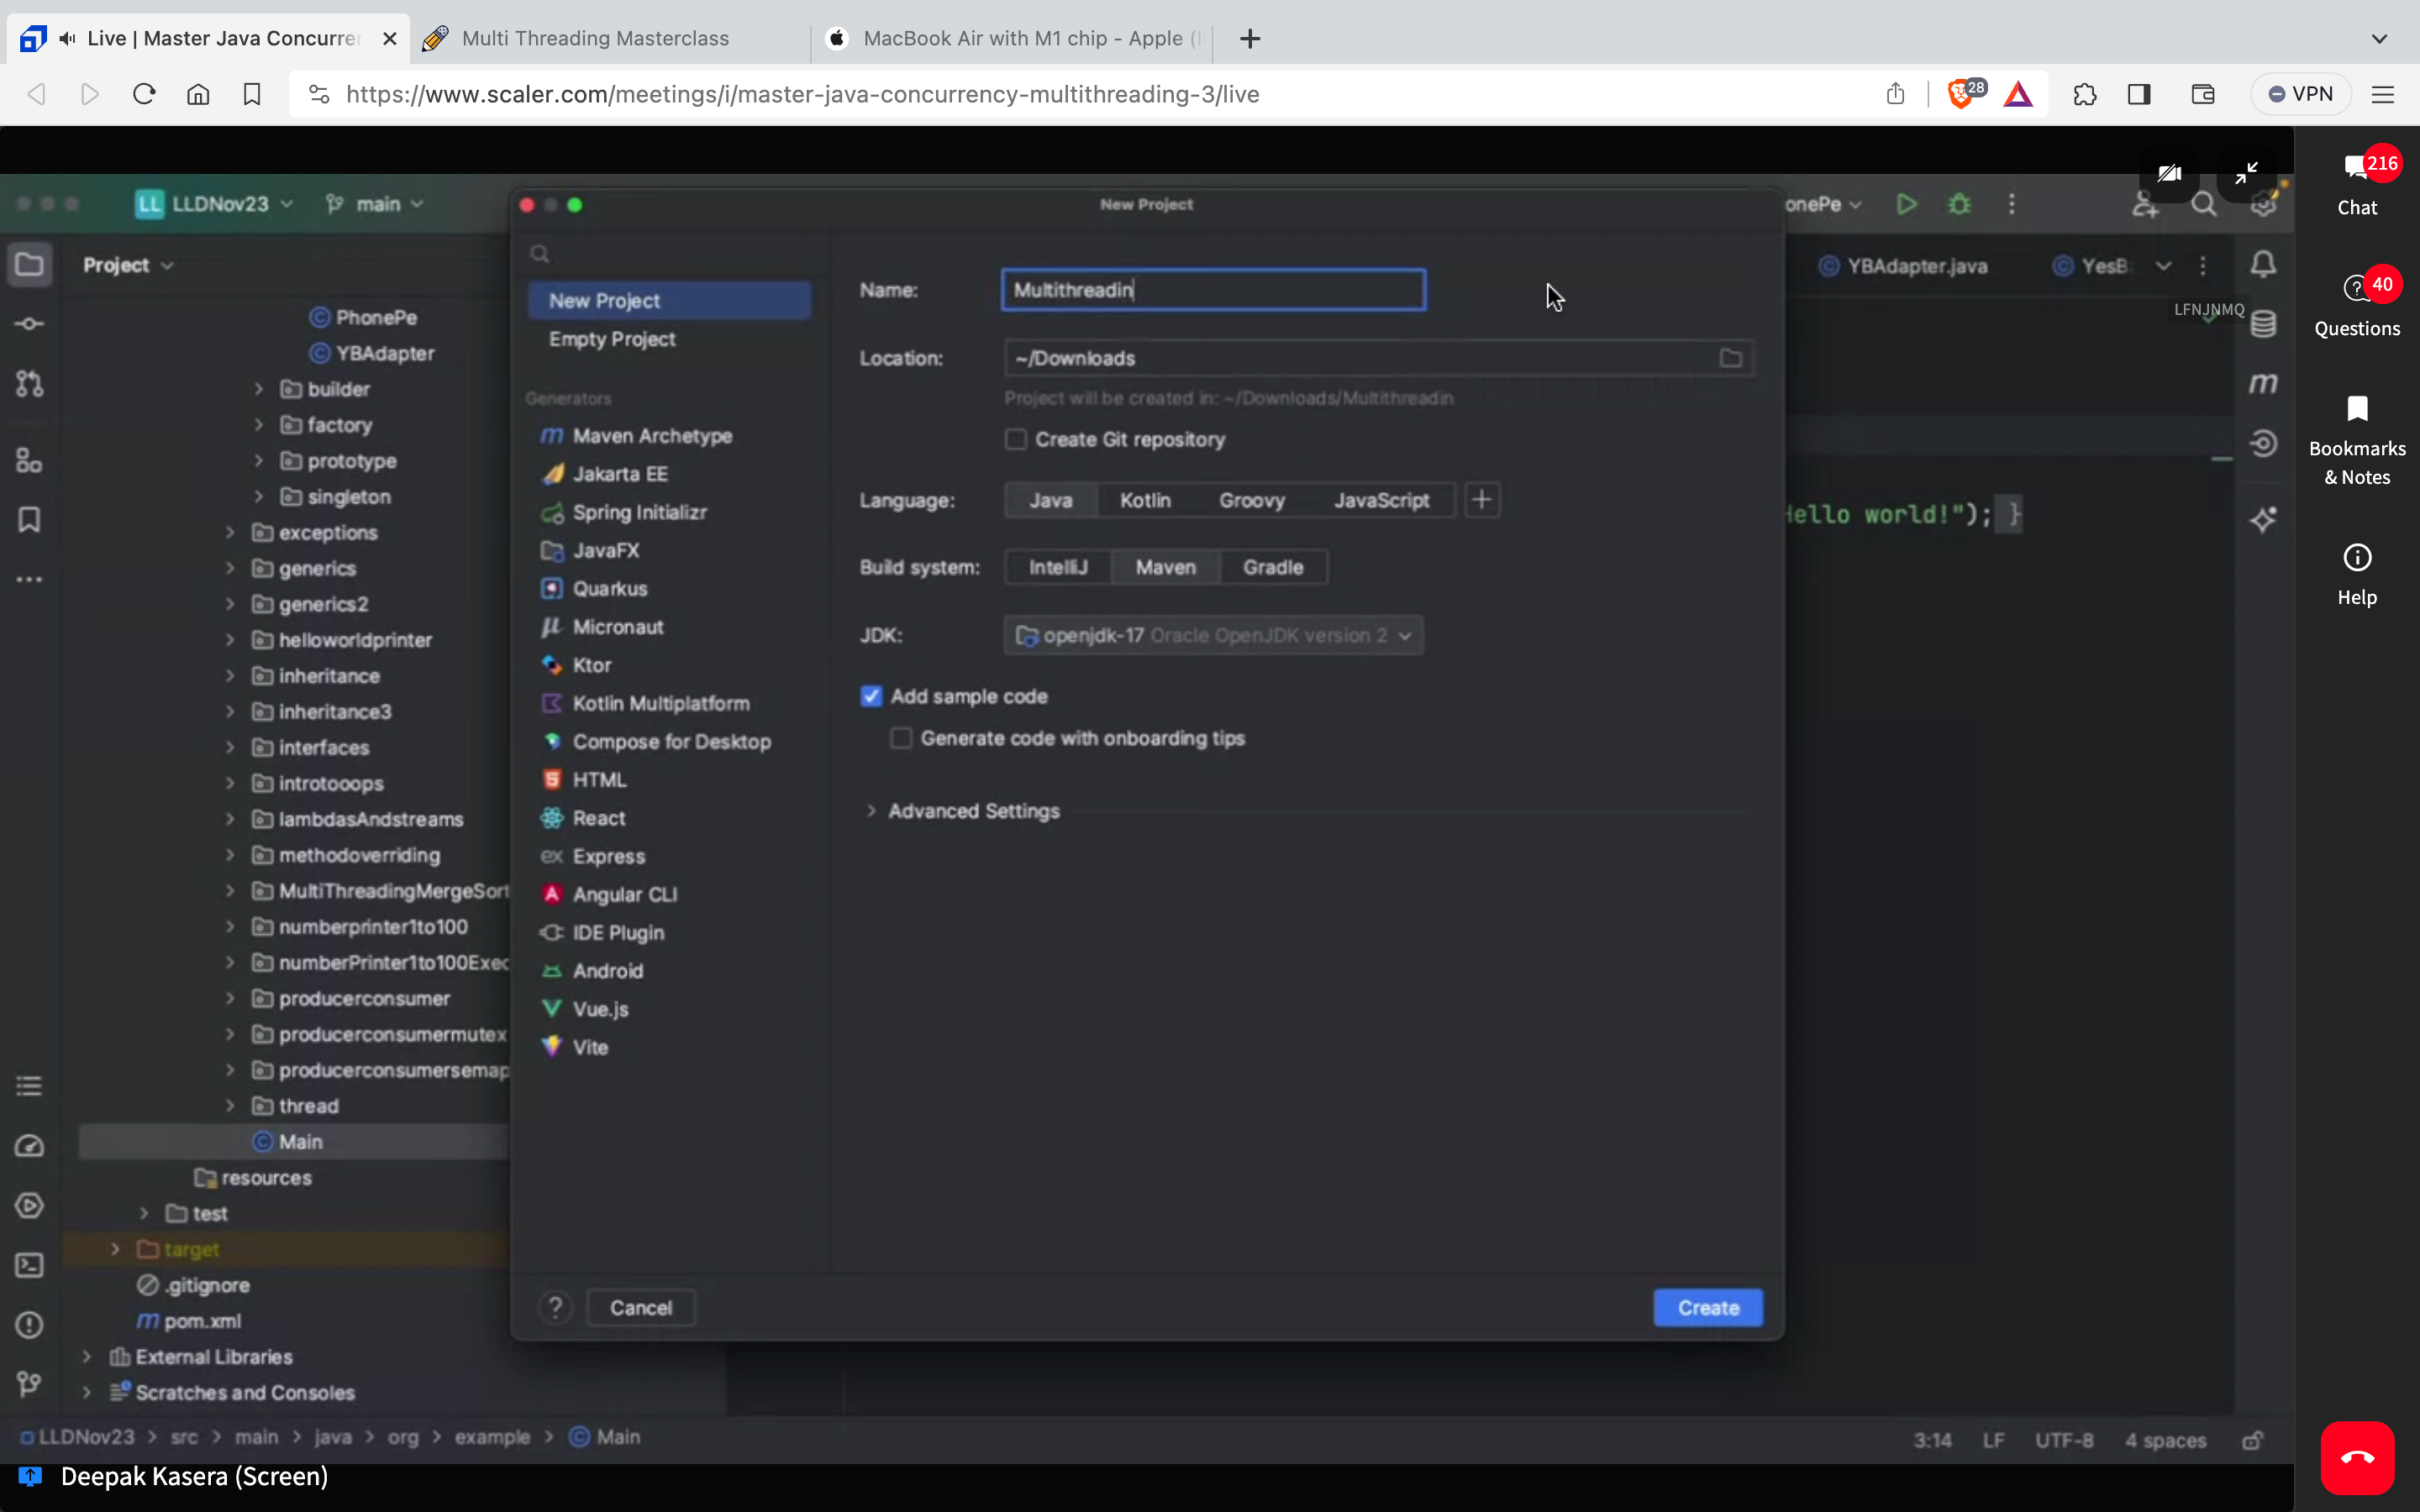 Live | Master Java Concurre
Multi Threading Masterclass
MacBook Air with M1 chip - Apple (I
https://www.scaler.com/meetings/i/master-java-concurrency-multithreading-3/live
28
VPN
LL LLDNov23
main
New Project
onePe
216
Chat
Project
YBAdapter.java
YesB
40
Questions
LFNJNMQ
Bookmarks
& Notes
Help
PhonePe
YBAdapter
builder
factory
prototype
singleton
exceptions
generics
generics2
helloworldprinter
inheritance
inheritance3
interfaces
introtooops
lambdasAndstreams
methodoverriding
MultiThreadingMergeSort
numberprinter1to100
numberPrinter1to100Exec
producerconsumer
producerconsumermutex
producerconsumersemap
thread
Main
resources
test
target
.gitignore
pom.xml
External Libraries
Scratches and Consoles
New Project
Empty Project
Generators
Maven Archetype
Jakarta EE
Spring Initializr
JavaFX
Quarkus
Micronaut
Ktor
Kotlin Multiplatform
Compose for Desktop
HTML
React
Express
Angular CLI
IDE Plugin
Android
Vue.js
Vite
Name: Multithreadin
Location: ~/Downloads
Project will be created in: ~/Downloads/Multithreadin
Create Git repository
Language: Java Kotlin Groovy JavaScript
Build system: IntelliJ Maven Gradle
JDK: openjdk-17 Oracle OpenJDK version 2
Add sample code
Generate code with onboarding tips
Advanced Settings
ello world!"); }
? Cancel Create
LLDNov23 > src > main > java > org > example > Main
3:14 LF UTF-8 4 spaces
Deepak Kasera (Screen)